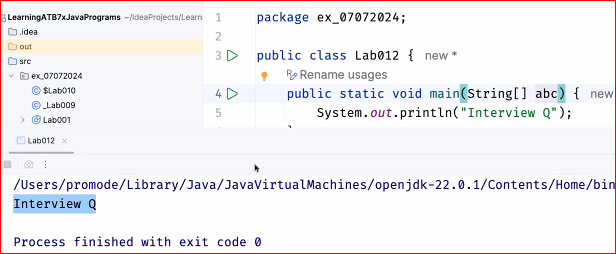 LearningATB7xJavaPrograms ~/IdeaProjects/Learning
.idea
out
src
ex_07072024
$Lab010
_Lab009
Lab001
1 package ex_07072024;
2
3 public class Lab012 { new *
Rename usages
4 public static void main(String[] abc) { new
5 System.out.println("Interview Q");
Lab012
/Users/promode/Library/Java/JavaVirtualMachines/openjdk-22.0.1/Contents/Home/bin
Interview Q
Process finished with exit code 0